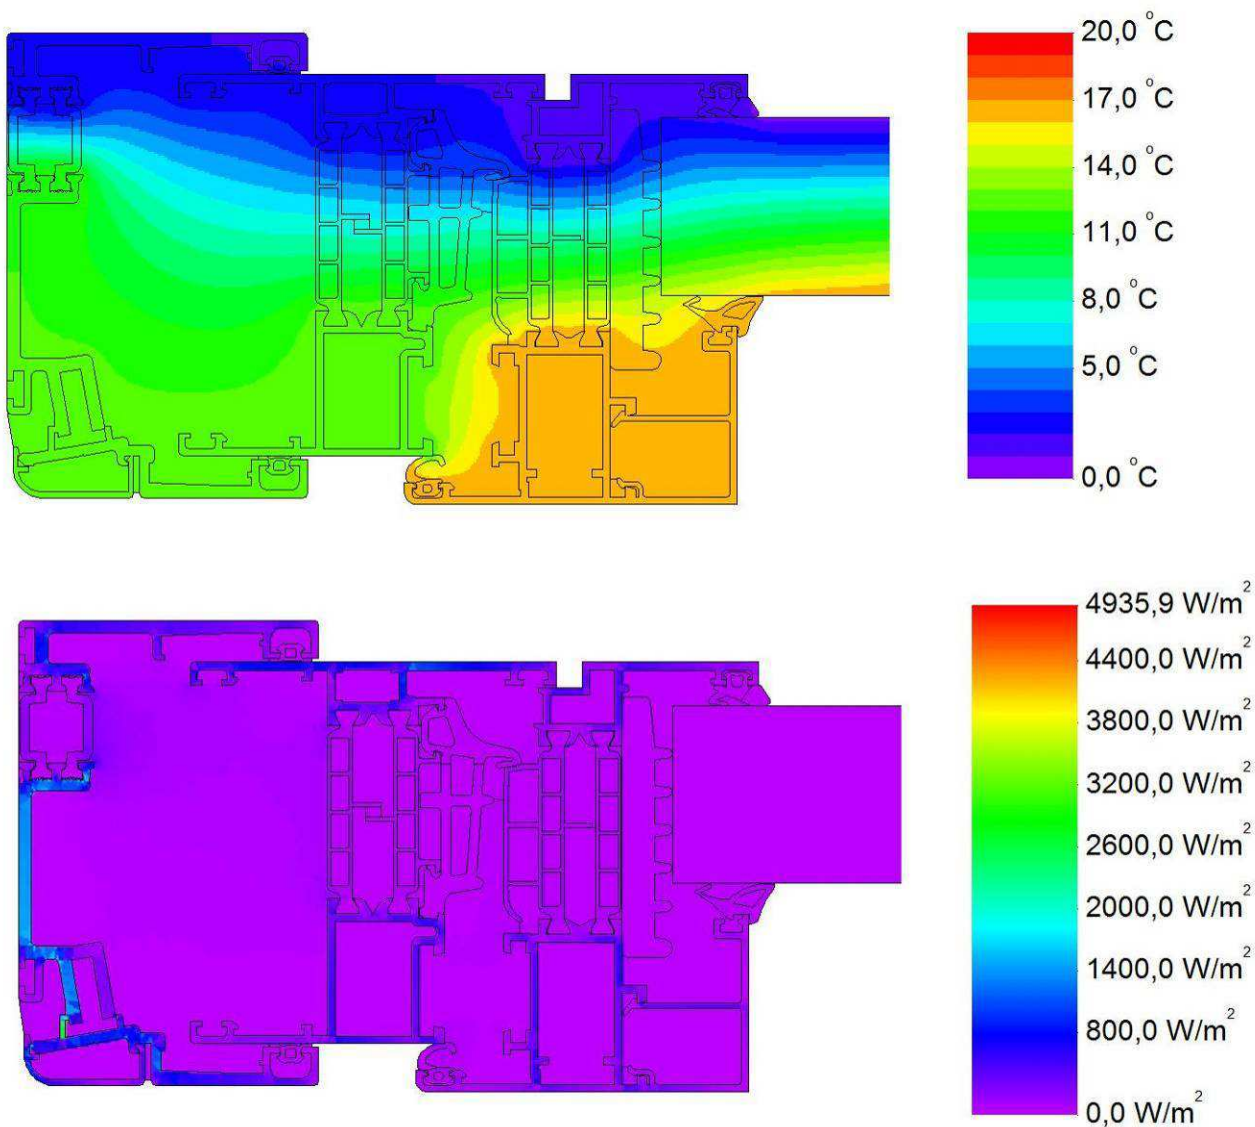 20,0 °C
17,0 °C
14,0 °C
11,0 °C
8,0 °C
5,0 °C
0,0 °C
4935,9 W/m²
4400,0 W/m²
3800,0 W/m²
3200,0 W/m²
2600,0 W/m²
2000,0 W/m²
1400,0 W/m²
800,0 W/m²
0,0 W/m²